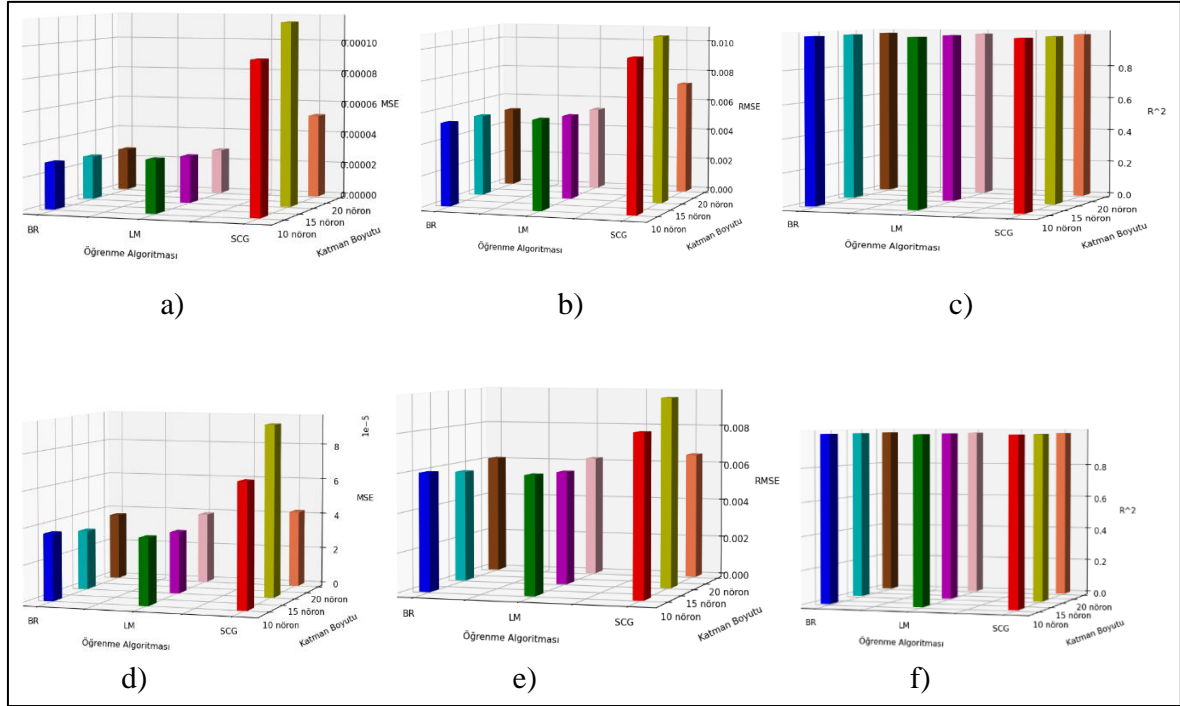 0.00010
0.00008
0.00006
0.00004
0.00002
0.00000
MSE
BR
LM
SCG
10 nöron
15 nöron
20 nöron
Öğrenme Algoritması
Katman Boyutu
a)
0.010
0.008
0.006
0.004
0.002
0.000
RMSE
BR
LM
SCG
10 nöron
15 nöron
20 nöron
Öğrenme Algoritması
Katman Boyutu
b)
0.8
0.6
0.4
0.2
0.0
R^2
BR
LM
SCG
10 nöron
15 nöron
20 nöron
Öğrenme Algoritması
Katman Boyutu
c)
1e−5
8
6
4
2
0
MSE
BR
LM
SCG
10 nöron
15 nöron
20 nöron
Öğrenme Algoritması
Katman Boyutu
d)
0.008
0.006
0.004
0.002
0.000
RMSE
BR
LM
SCG
10 nöron
15 nöron
20 nöron
Öğrenme Algoritması
Katman Boyutu
e)
0.8
0.6
0.4
0.2
0.0
R^2
BR
LM
SCG
10 nöron
15 nöron
20 nöron
Öğrenme Algoritması
Katman Boyutu
f)